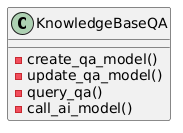 C KnowledgeBaseQA
create_qa_model()
update_qa_model()
query_qa()
call_ai_model()